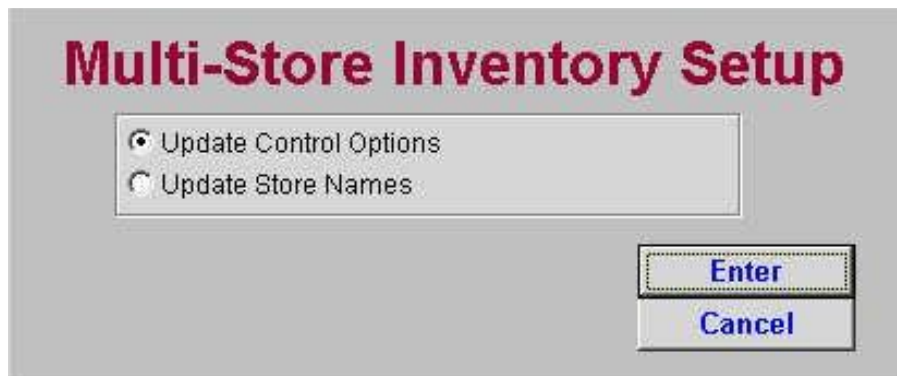 Multi-Store Inventory Setup
Update Control Options
Update Store Names
Enter
Cancel